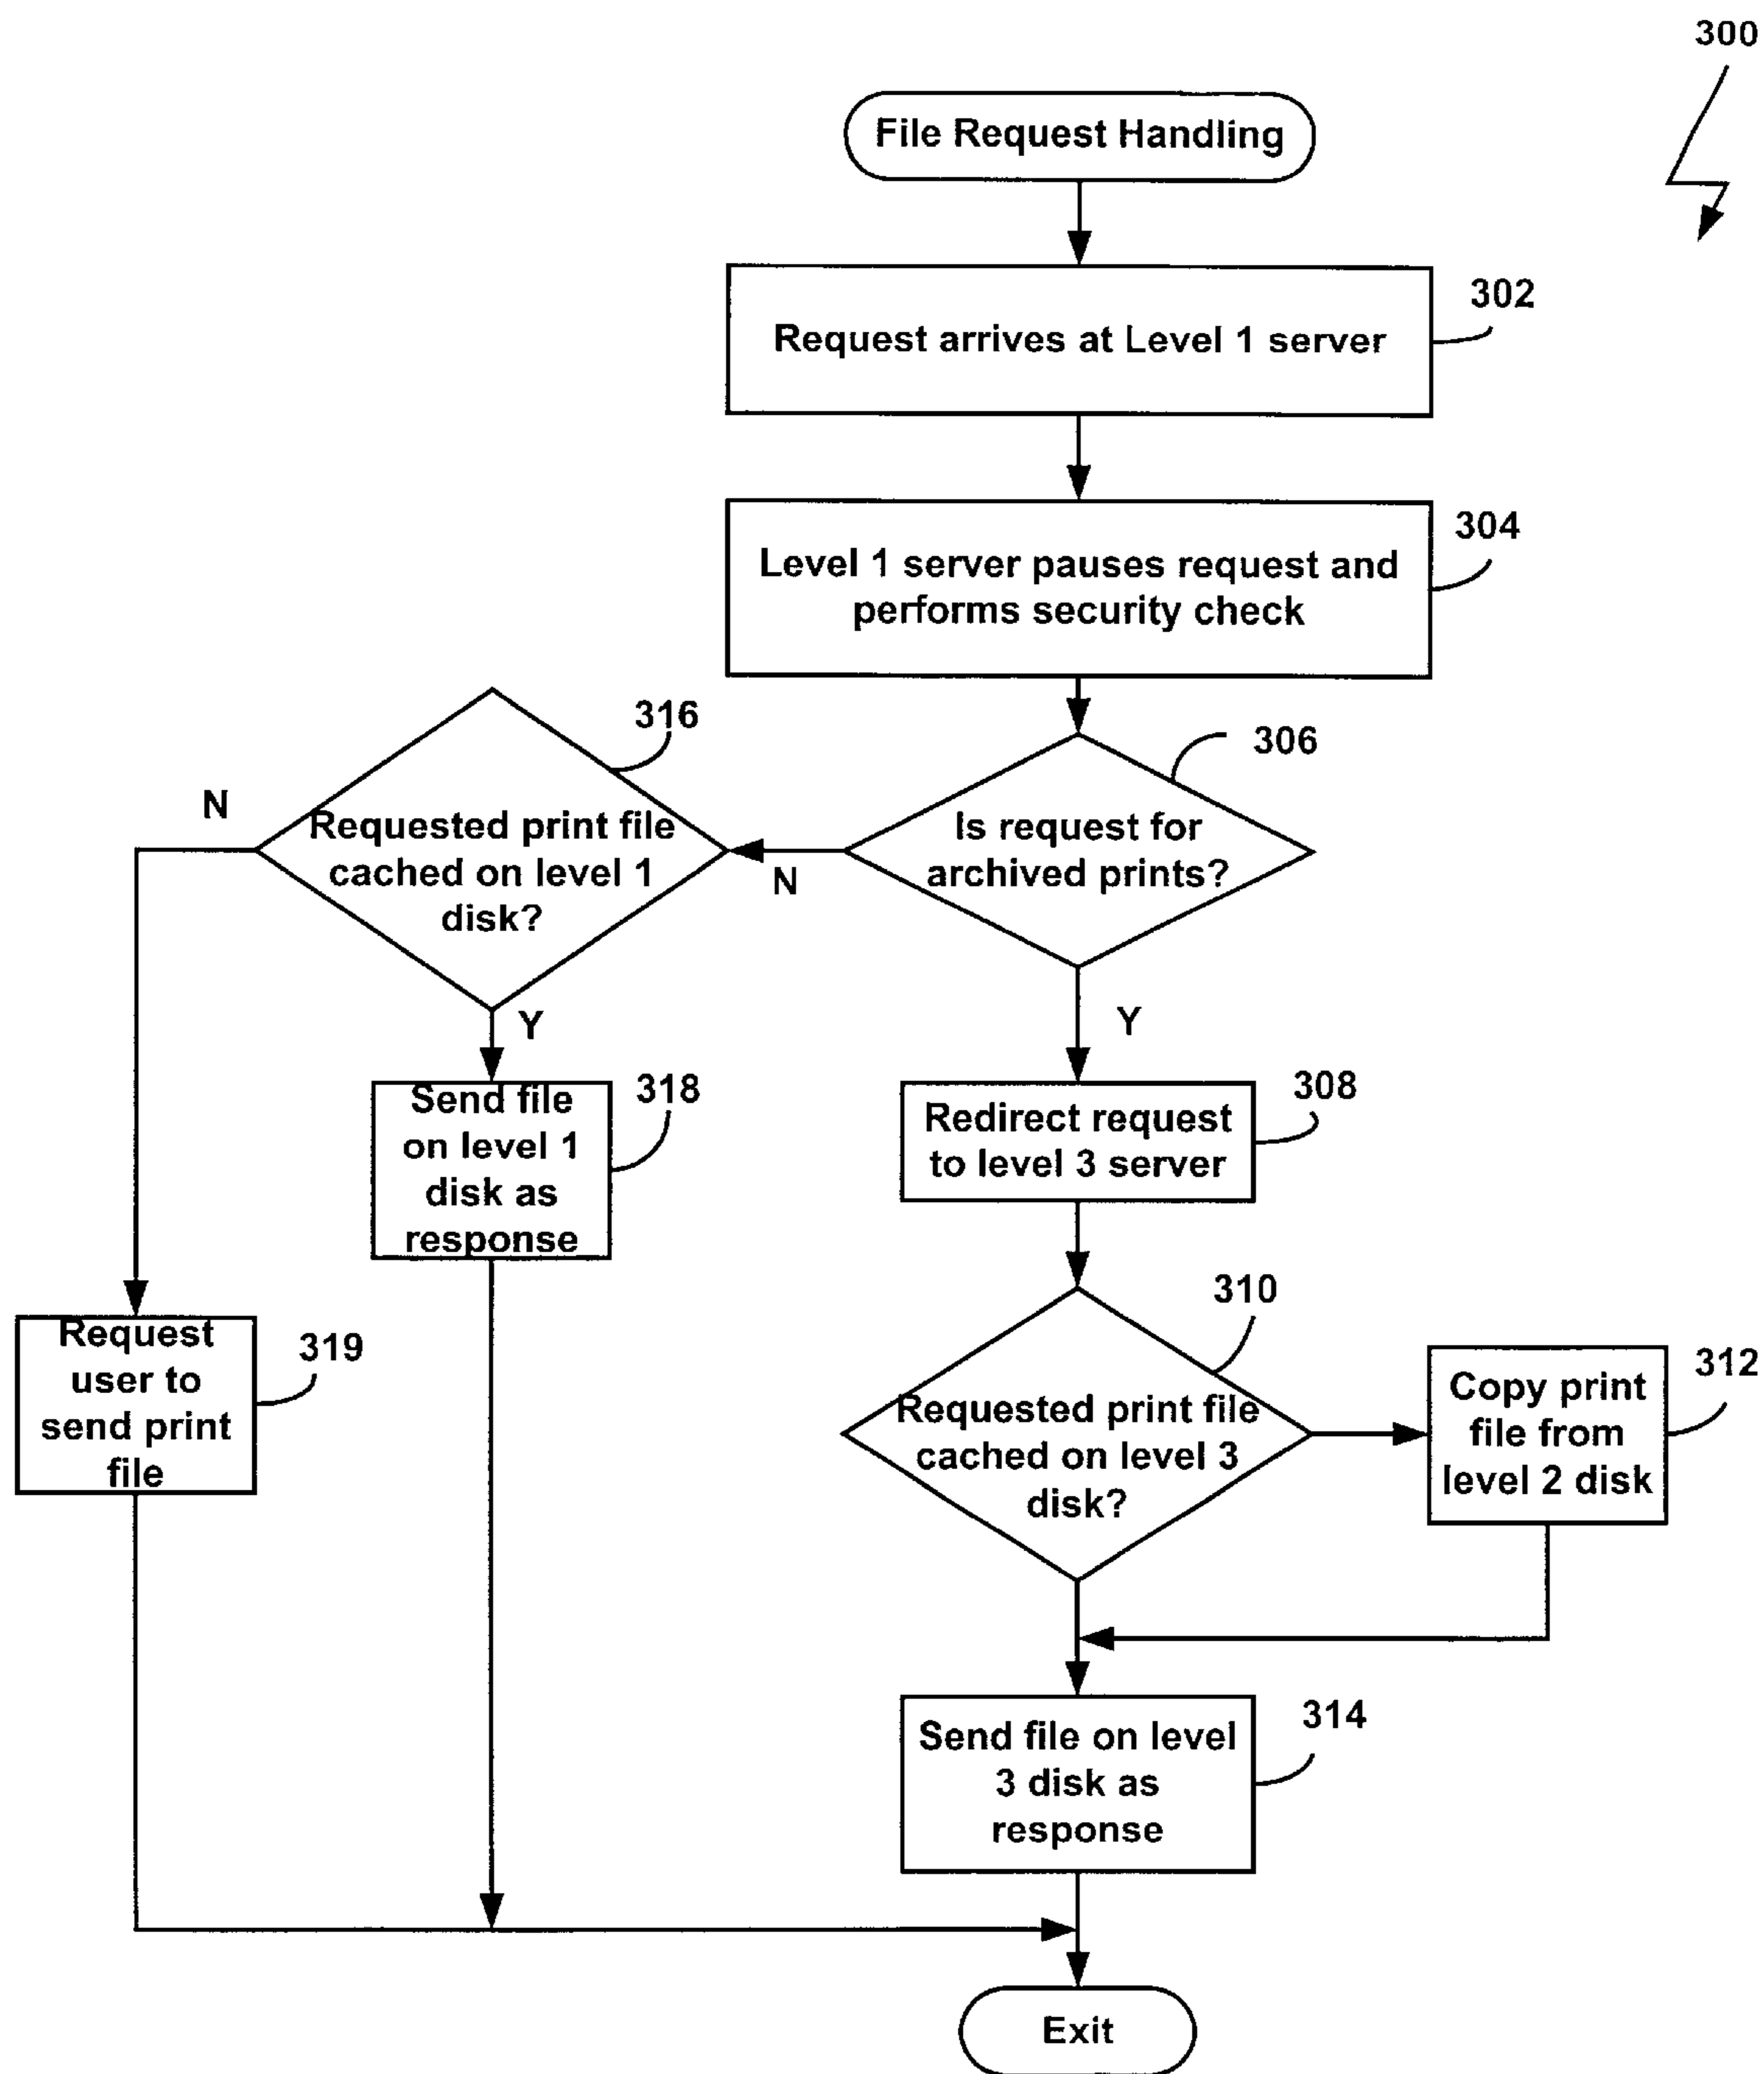 300
File Request Handling
302
Request arrives at Level 1 server
304
Level 1 server pauses request and
performs security check
316
306
N
Requested print file
cached on level 1
disk?
N
Is request for
archived prints?
Y
Y
318
Send file
on level 1
disk as
response
308
Redirect request
to level 3 server
319
Request
user to
send print
file
310
Requested print file
cached on level 3
disk?
312
Copy print
file from
level 2 disk
314
Send file on level
3 disk as
response
Exit